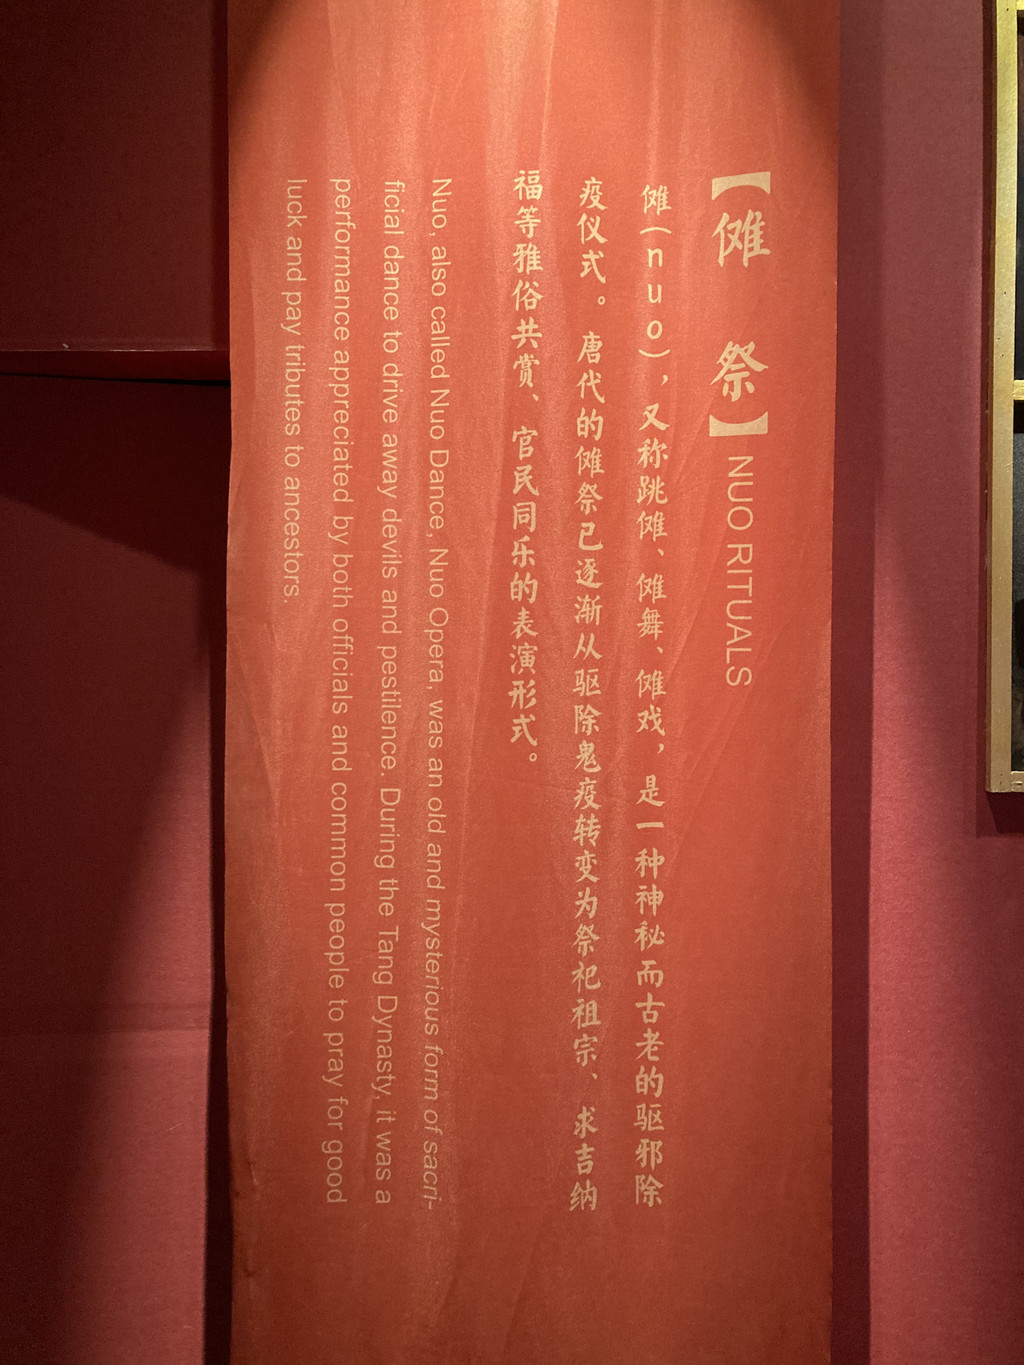 【傩 祭】NUO RITUALS
傩（nuo），又称跳傩、傩舞、傩戏，是一种神秘而古老的驱邪除
疫仪式。唐代的傩祭已逐渐从驱除鬼疫转变为祭祀祖宗、求吉纳
福等雅俗共赏、官民同乐的表演形式。
Nuo, also called Nuo Dance, Nuo Opera, was an old and mysterious form of sacri-
ficial dance to drive away devils and pestilence. During the Tang Dynasty, it was a
performance appreciated by both officials and common people to pray for good
luck and pay tributes to ancestors.